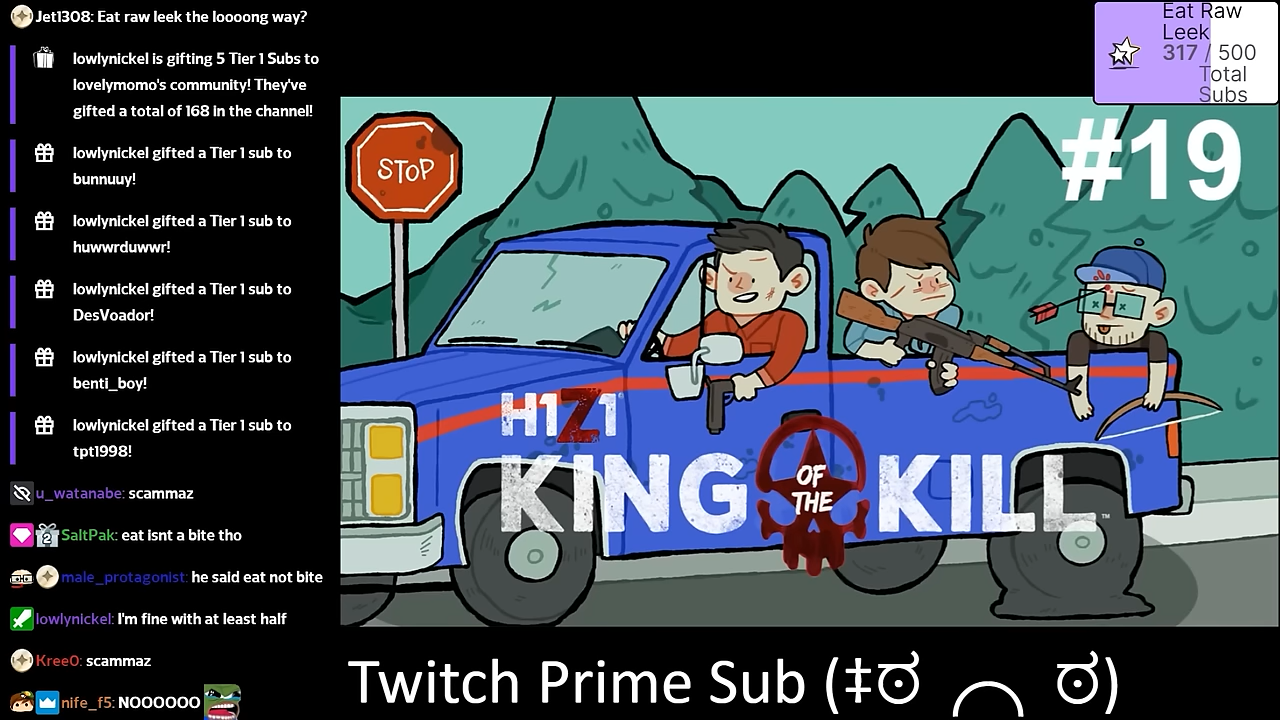 Jet1308: Eat raw leek the loooong way?
lowlynickel is gifting 5 Tier 1 Subs to
lovelymomo's community! They've
gifted a total of 168 in the channel!
lowlynickel gifted a Tier 1 sub to
bunnuuy!
lowlynickel gifted a Tier 1 sub to
huwwrduwwr!
lowlynickel gifted a Tier 1 sub to
DesVoador!
lowlynickel gifted a Tier 1 sub to
benti_boy!
lowlynickel gifted a Tier 1 sub to
tpt1998!
u_watanabe: scammaz
2
SaltPak: eat isnt a bite tho
male_protagonist: he said eat not bite
lowlynickel: I'm fine with at least half
KreeO: scammaz
nife_f5: NOOOOOO
Eat Raw
Leek
317 / 500
Total
Subs
#19
STOP
H1Z1
KING OF THE KILL™
Twitch Prime Sub (‡ಠ ︵ ಠ)